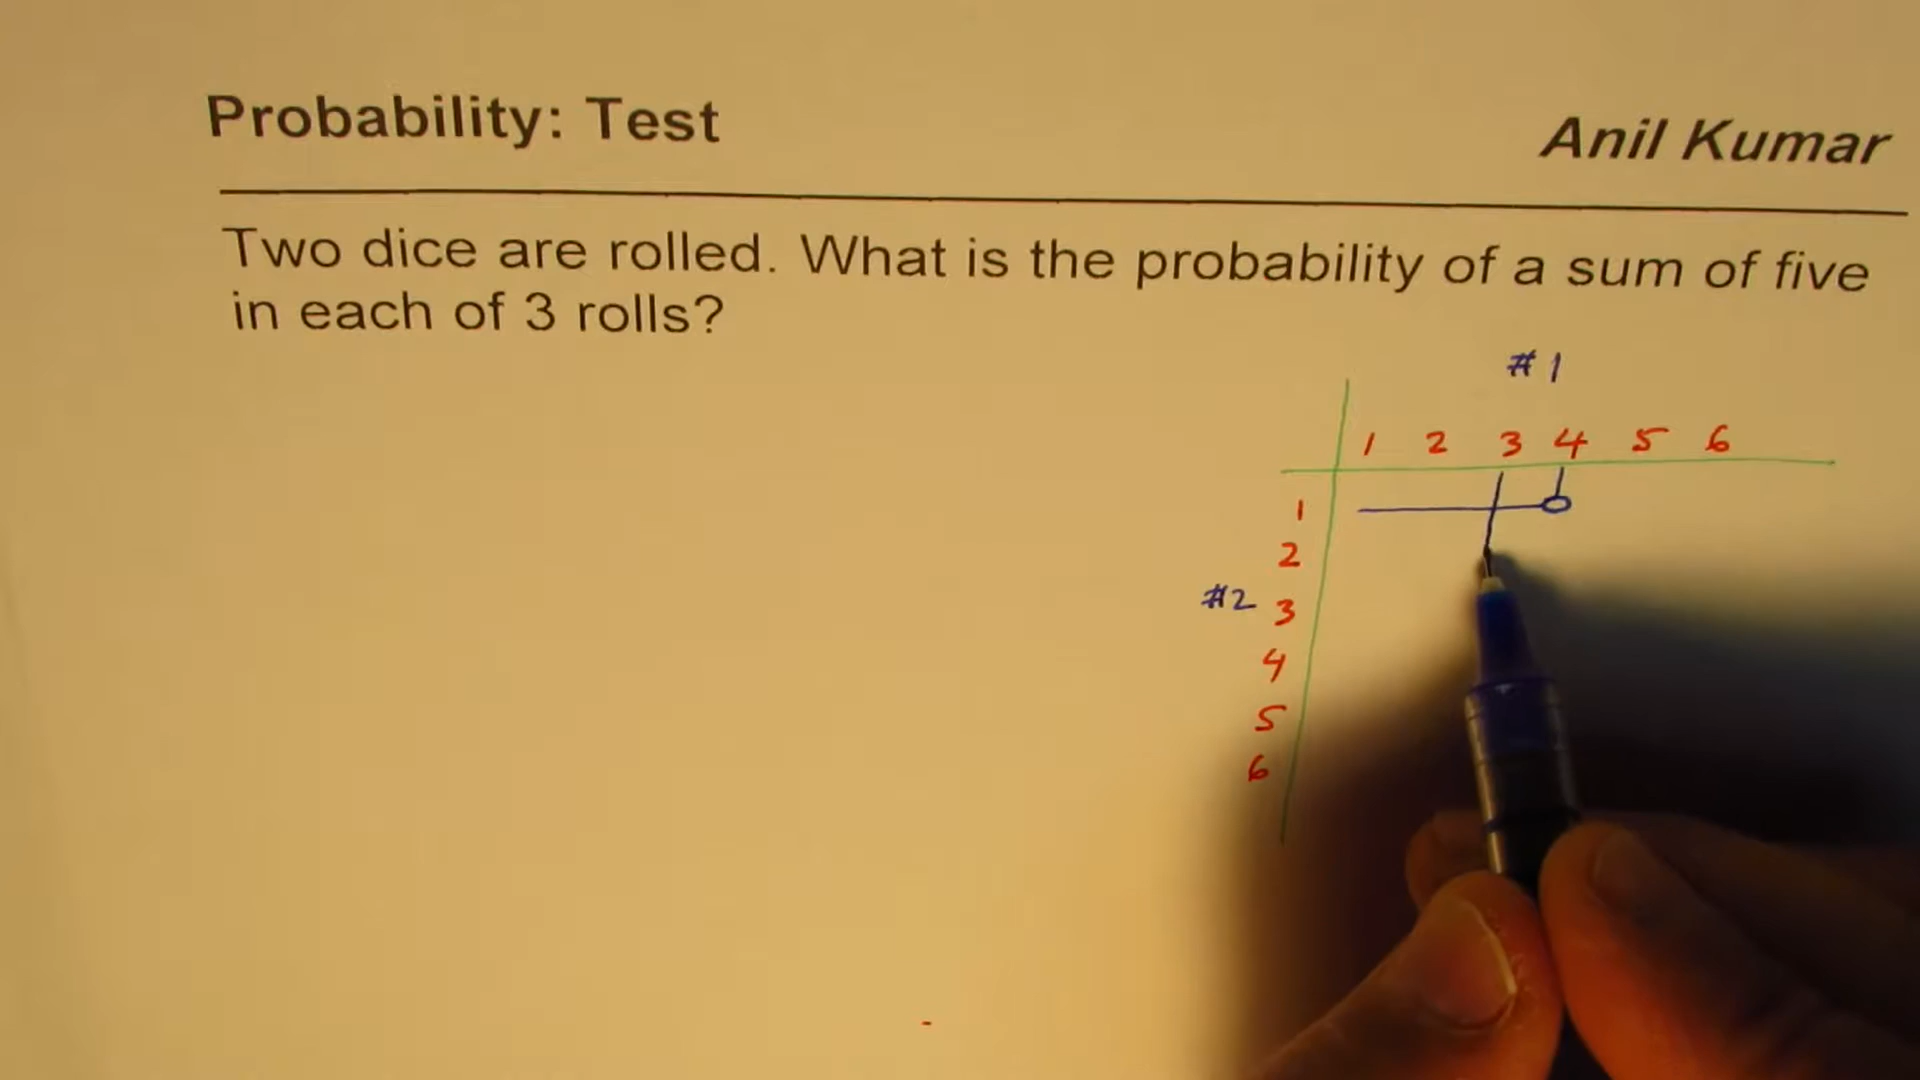 Probability: Test
Anil Kumar
Two dice are rolled. What is the probability of a sum of five
in each of 3 rolls?
#1
1 2 3 4 5 6
1
2
#2 3
4
5
6